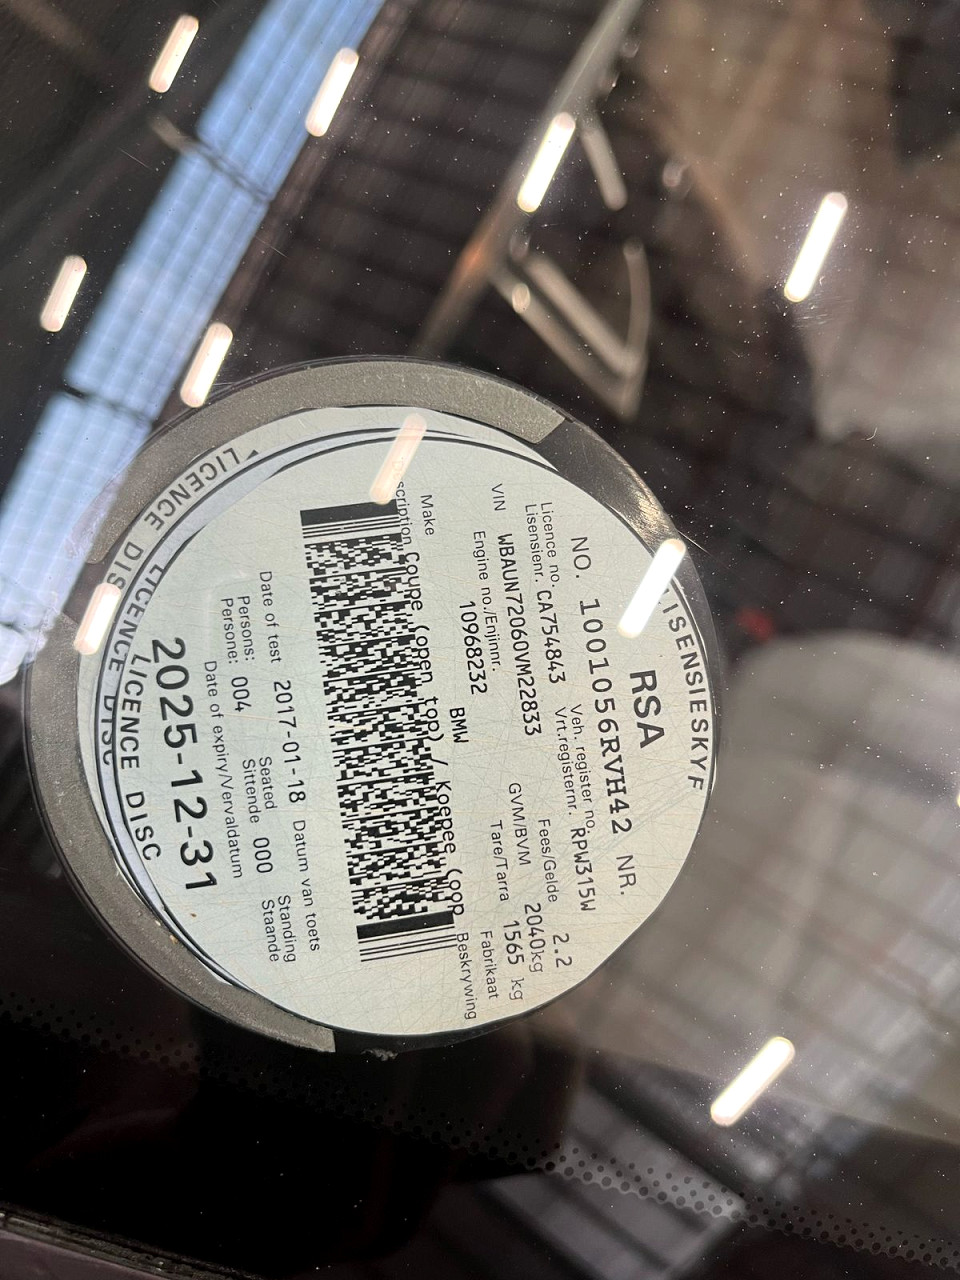 LISENSIESKYF
RSA
NO. 1001056RVH42 NR.
Licence no. Veh. register no.
Lisensienr. CA754843 Vrt.registernr. RPW315W
VIN WBAUN72060VM22833 Fees/Gelde 2.2
Engine no./Enjinnr. GVM/BVM 2040kg
10968232 Tare/Tarra 1565 kg
Make BMW Fabrikaat
scription Coupe (open top) / Koepee (oop Beskrywing
Date of test 2017-01-18 Datum van toets
Persons: Seated Standing
Persone: 004 Sittende 000 Staande
Date of expiry/Vervaldatum
2025-12-31
LICENCE DISC
LICENCE DISC
LICENCE DISC